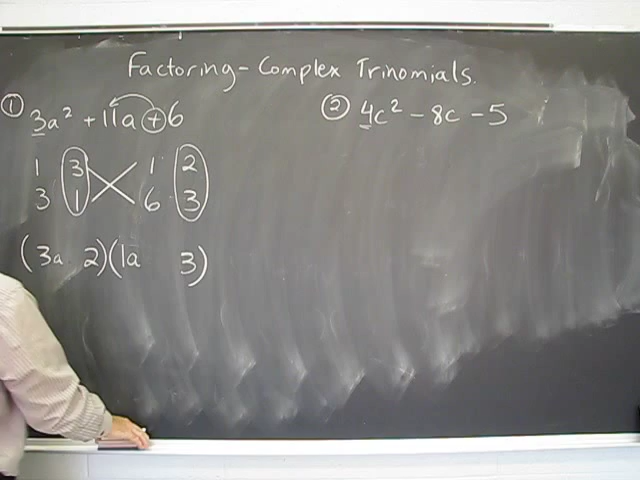 Factoring - Complex Trinomials.
① 3a² + 11a + 6
1 3 1 2
3 1 6 3
(3a 2)(1a 3)
② 4c² - 8c - 5